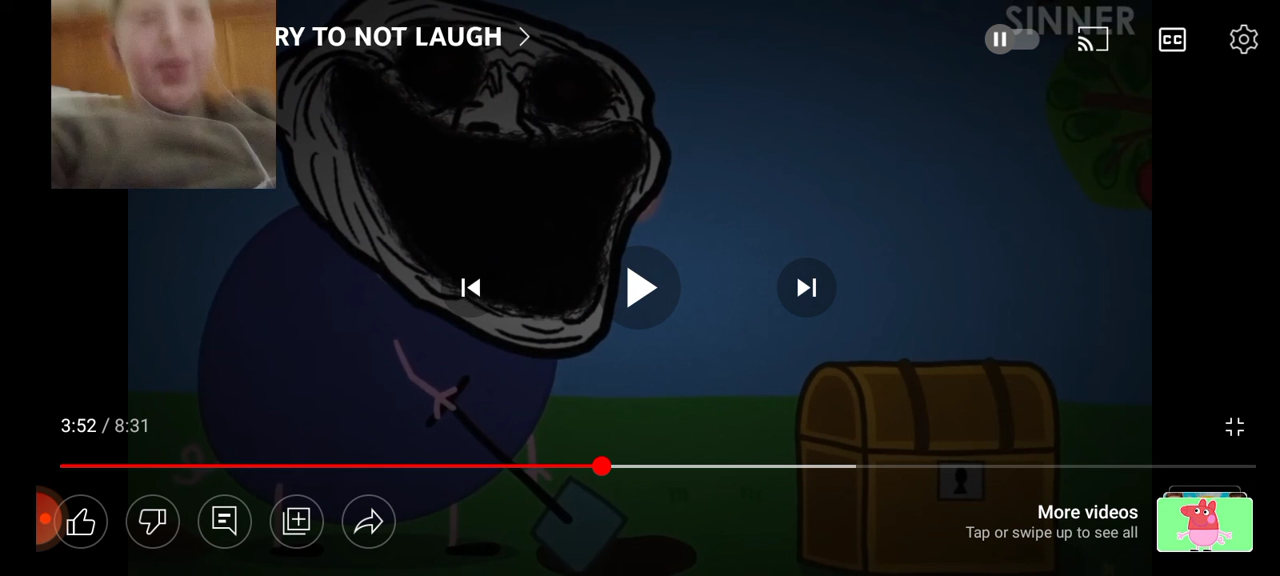 RY TO NOT LAUGH
SINNER
CC
3:52 / 8:31
More videos
Tap or swipe up to see all